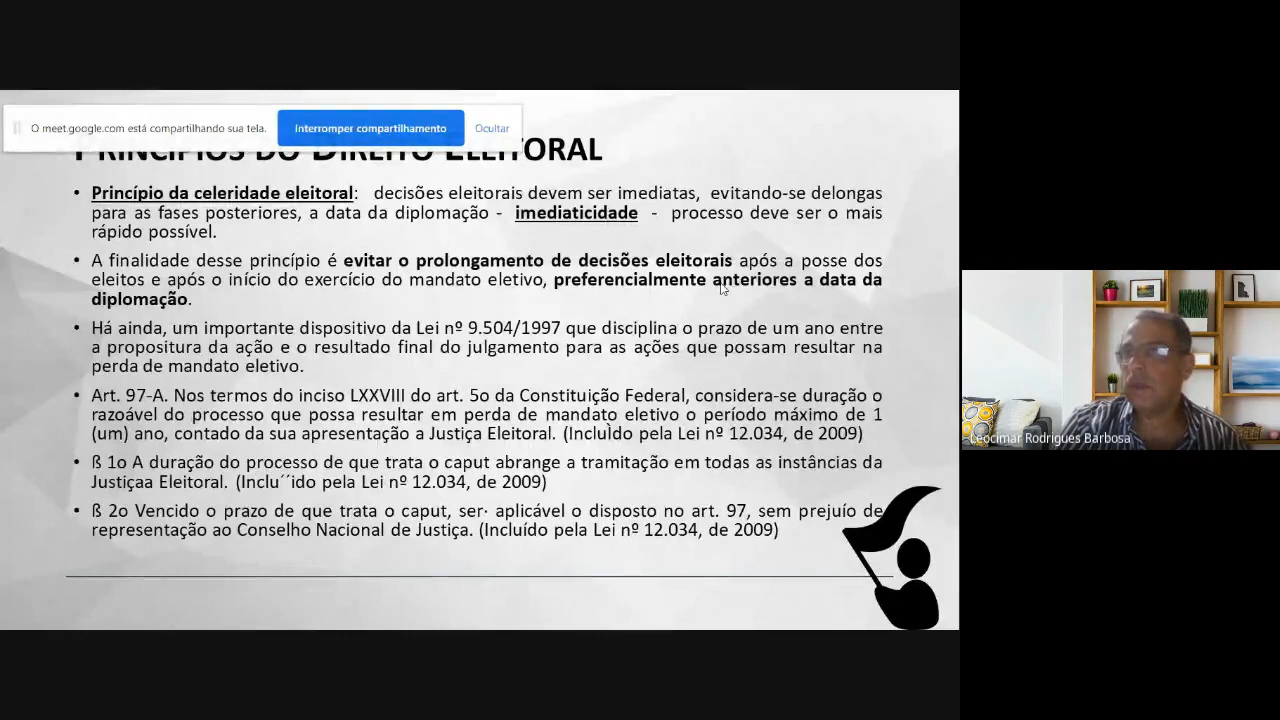 O meet.google.com está compartilhando sua tela.
Interromper compartilhamento
Ocultar
PRINCÍPIOS DO DIREITO ELEITORAL
• Princípio da celeridade eleitoral: decisões eleitorais devem ser imediatas, evitando-se delongas
para as fases posteriores, a data da diplomação - imediaticidade - processo deve ser o mais
rápido possível.
• A finalidade desse princípio é evitar o prolongamento de decisões eleitorais após a posse dos
eleitos e após o início do exercício do mandato eletivo, preferencialmente anteriores a data da
diplomação.
• Há ainda, um importante dispositivo da Lei nº 9.504/1997 que disciplina o prazo de um ano entre
a propositura da ação e o resultado final do julgamento para as ações que possam resultar na
perda de mandato eletivo.
• Art. 97-A. Nos termos do inciso LXXVIII do art. 5o da Constituição Federal, considera-se duração o
razoável do processo que possa resultar em perda de mandato eletivo o período máximo de 1
(um) ano, contado da sua apresentação a Justiça Eleitoral. (IncluÌdo pela Lei nº 12.034, de 2009)
• ß 1o A duração do processo de que trata o caput abrange a tramitação em todas as instâncias da
Justiçaa Eleitoral. (Inclu´´ido pela Lei nº 12.034, de 2009)
• ß 2o Vencido o prazo de que trata o caput, ser· aplicável o disposto no art. 97, sem prejuío de
representação ao Conselho Nacional de Justiça. (Incluído pela Lei nº 12.034, de 2009)
Leocimar Rodrigues Barbosa